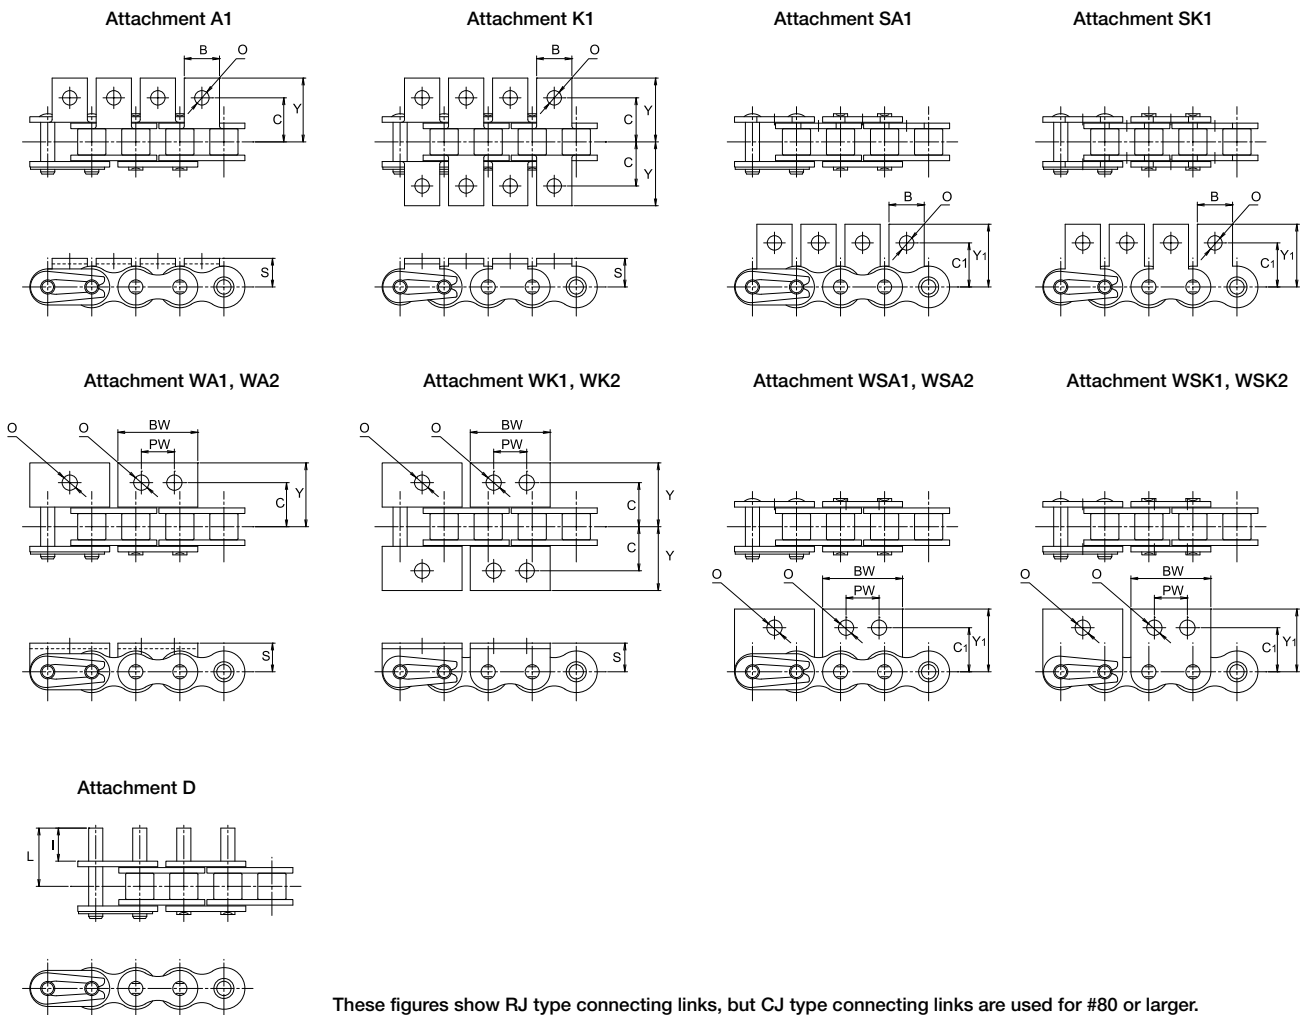 Attachment A1
Attachment K1
Attachment SA1
Attachment SK1
B
O
C
Y
S
B
O
Y
C
C
Y
S
B
O
C1
Y1
B
O
C1
Y1
Attachment WA1, WA2
Attachment WK1, WK2
Attachment WSA1, WSA2
Attachment WSK1, WSK2
O
O
BW
PW
C
Y
S
O
O
BW
PW
C
Y
C
Y
S
O
O
BW
PW
C1
Y1
O
O
BW
PW
C1
Y1
Attachment D
L
I
These figures show RJ type connecting links, but CJ type connecting links are used for #80 or larger.